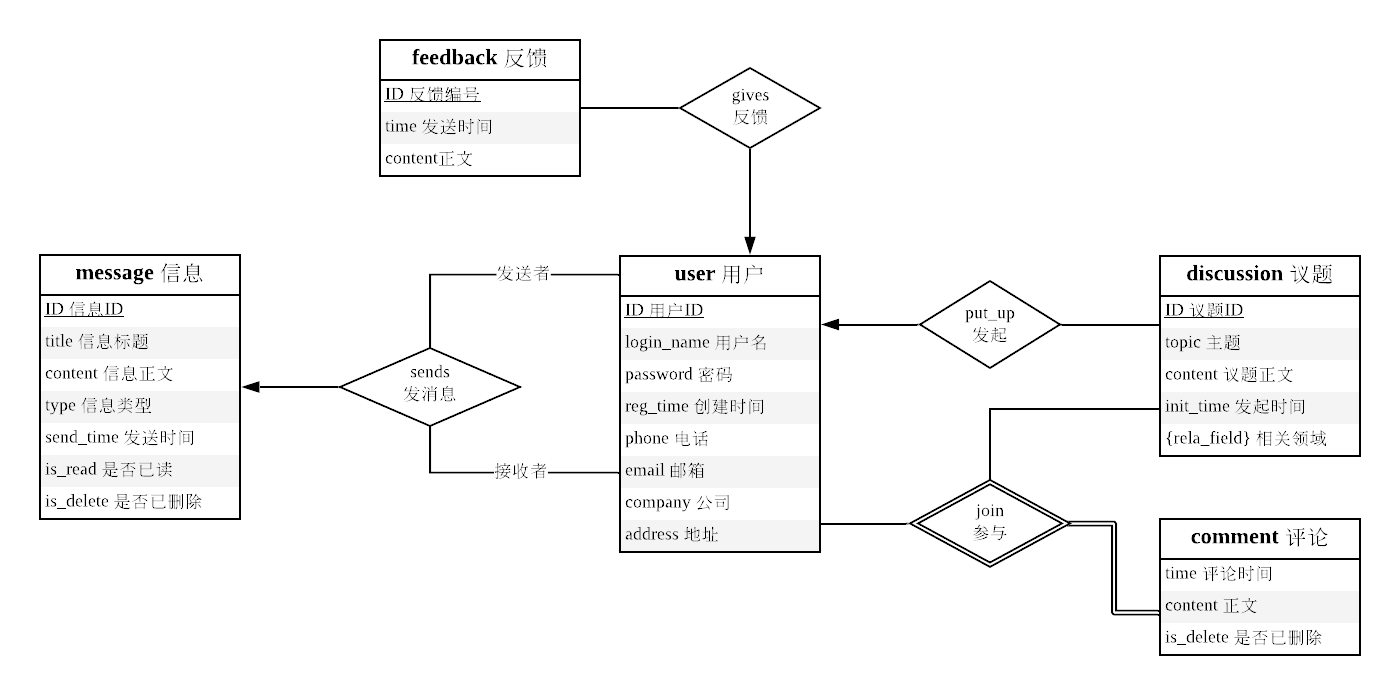 feedback 反馈
ID 反馈编号
time 发送时间
content正文
gives
反馈
message 信息
ID 信息ID
title 信息标题
content 信息正文
type 信息类型
send_time 发送时间
is_read 是否已读
is_delete 是否已删除
发送者
sends
发消息
接收者
user 用户
ID 用户ID
login_name 用户名
password 密码
reg_time 创建时间
phone 电话
email 邮箱
company 公司
address 地址
put_up
发起
discussion 议题
ID 议题ID
topic 主题
content 议题正文
init_time 发起时间
{rela_field} 相关领域
join
参与
comment 评论
time 评论时间
content 正文
is_delete 是否已删除